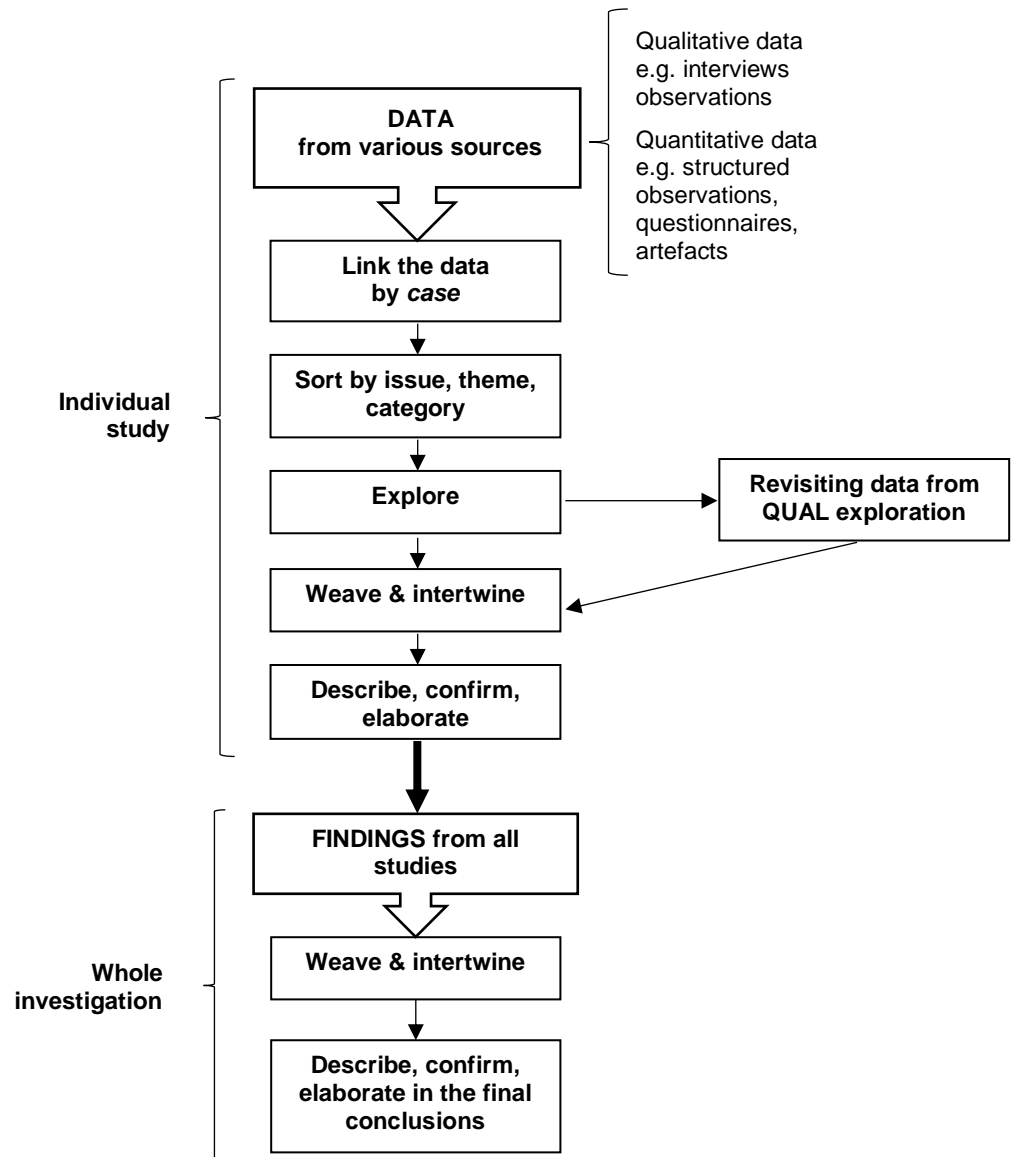 Qualitative data
e.g. interviews
observations
Quantitative data
e.g. structured
observations,
questionnaires,
artefacts
DATA
from various sources
Link the data
by case
Sort by issue, theme,
category
Individual
study
Explore
Revisiting data from
QUAL exploration
Weave & intertwine
Describe, confirm,
elaborate
FINDINGS from all
studies
Whole
investigation
Weave & intertwine
Describe, confirm,
elaborate in the final
conclusions